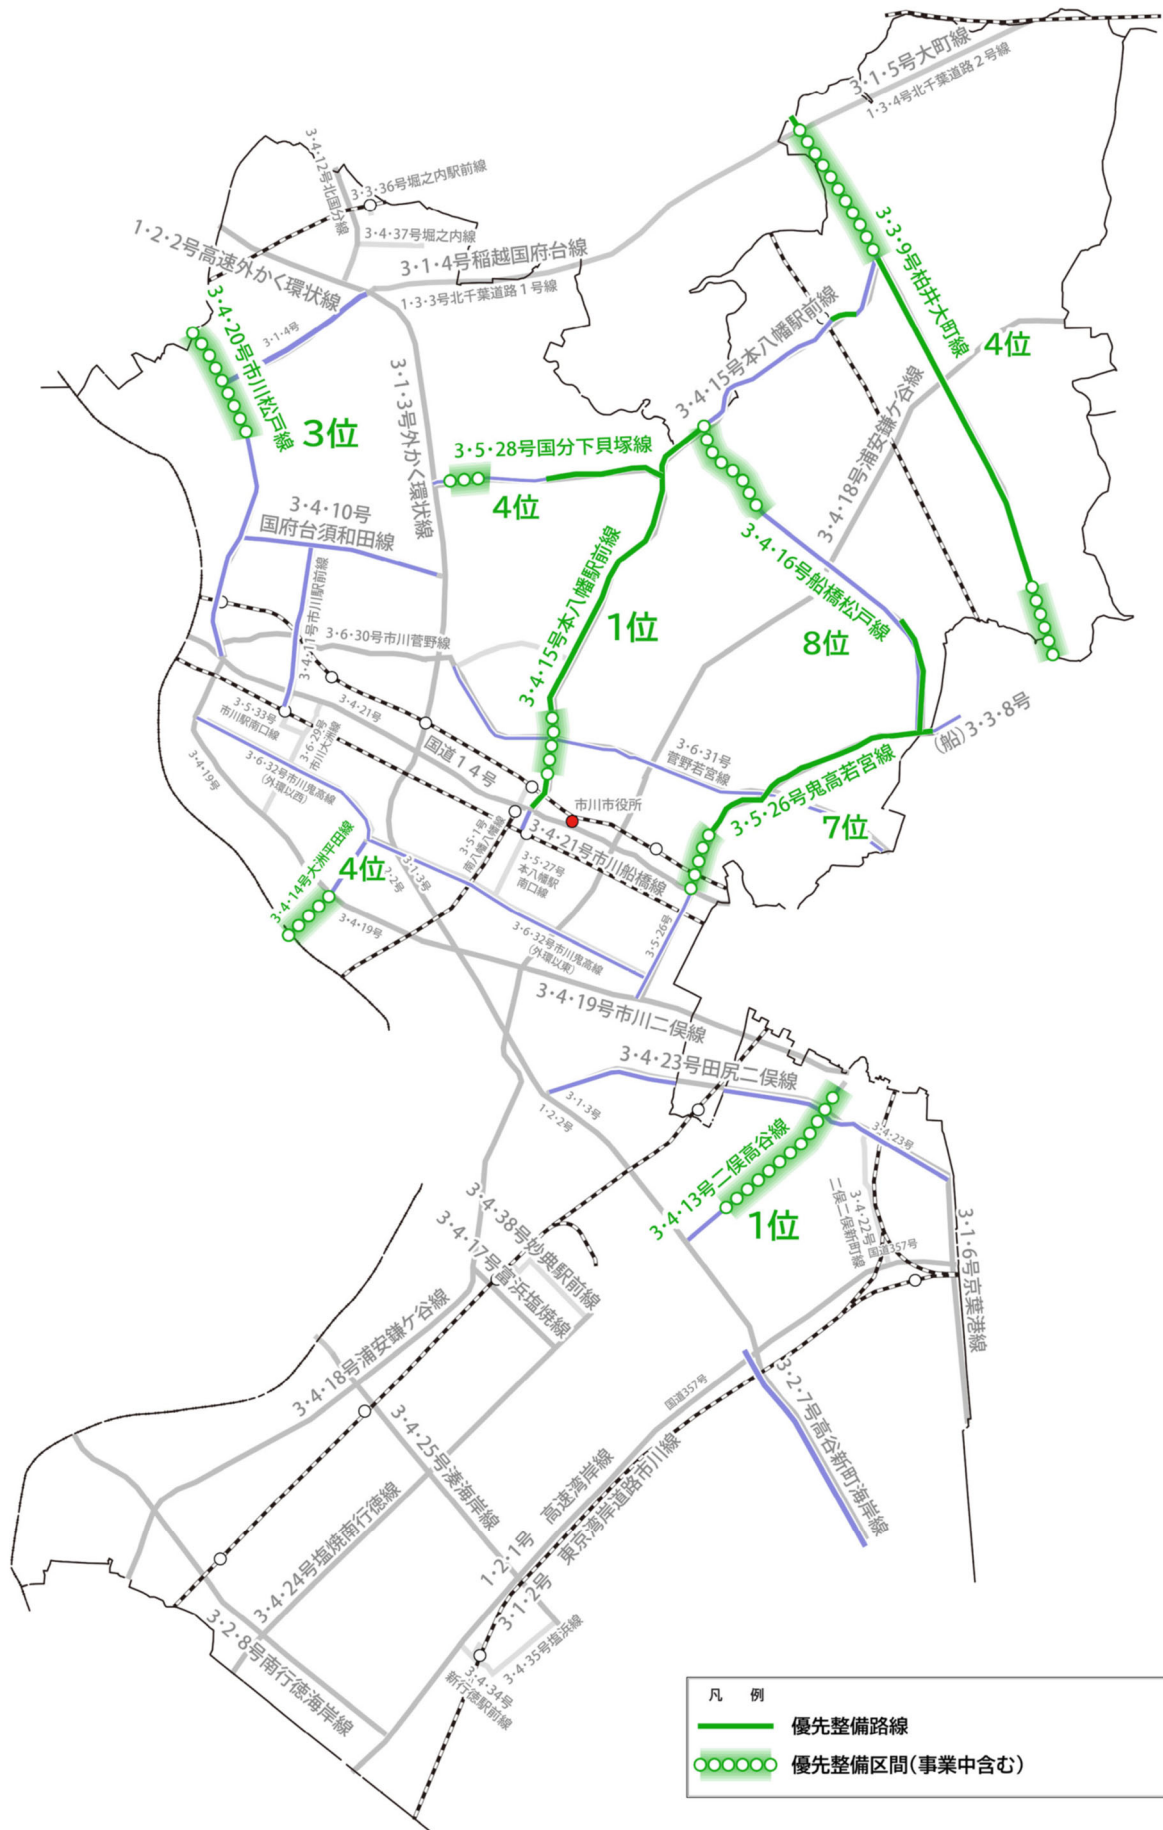 3・1・5号大町線
1・3・4号北千葉道路2号線
3・4・12号北国分線
3・3・36号堀之内駅前線
3・4・37号堀之内線
1・2・2号高速外かく環状線
3・1・4号稲越国府台線
1・3・3号北千葉道路1号線
3・3・9号柏井大町線
4位
3・4・20号市川松戸線
3・1・4号
3位
3・1・3号外かく環状線
3・4・15号本八幡駅前線
3・4・18号浦安鎌ケ谷線
3・5・28号国分下貝塚線
4位
3・4・10号
国府台須和田線
3・4・16号船橋松戸線
8位
3・4・15号本八幡駅前線
1位
3・4・11号市川駅前線
3・6・30号市川菅野線
3・5・33号
市川駅南口線
3・4・21号
3・6・29号
市川大洲線
国道14号
3・4・19号
3・6・32号市川鬼高線
(外環以西)
3・6・31号
菅野若宮線
(船)3・3・8号
3・5・26号鬼高若宮線
7位
市川市役所
3・4・21号市川船橋線
3・5・1号
南八幡八幡線
3・5・27号
本八幡駅
南口線
3・4・14号大洲平田線
4位
1・2・2号
3・1・3号
3・4・19号
3・6・32号市川鬼高線
(外環以東)
3・5・26号
3・4・19号市川二俣線
3・4・23号田尻二俣線
3・1・3号
1・2・2号
3・4・23号
3・4・13号二俣高谷線
1位
3・4・22号
二俣二俣新町線
国道357号
3・1・6号京葉港線
3・4・38号妙典駅前線
3・4・17号富浜塩焼線
3・4・18号浦安鎌ケ谷線
3・4・25号湊海岸線
国道357号
3・2・7号高谷新町海岸線
3・4・24号塩焼南行徳線
1・2・1号 高速湾岸線
3・1・2号 東京湾岸道路市川線
3・2・8号南行徳海岸線
3・4・35号塩浜線
3・4・34号
新行徳駅前線
凡 例
優先整備路線
優先整備区間(事業中含む)